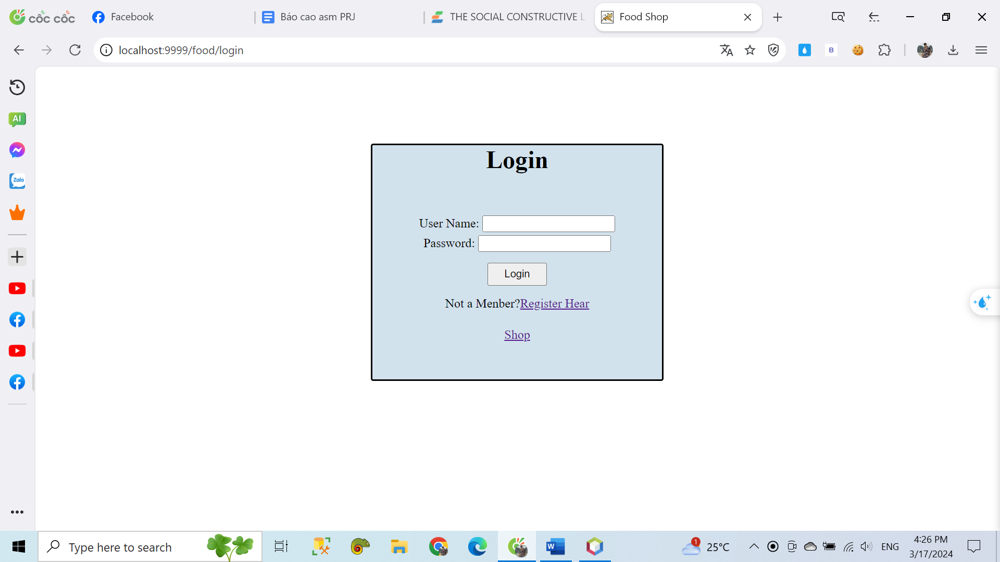 cốc cốc
Facebook
Báo cao asm PRJ
THE SOCIAL CONSTRUCTIVE L
Food Shop
localhost:9999/food/login
B
AI
Zalo
Login
User Name:
Password:
Login
Not a Menber?Register Hear
Shop
Type here to search
W
1
25°C
ENG
4:26 PM
3/17/2024